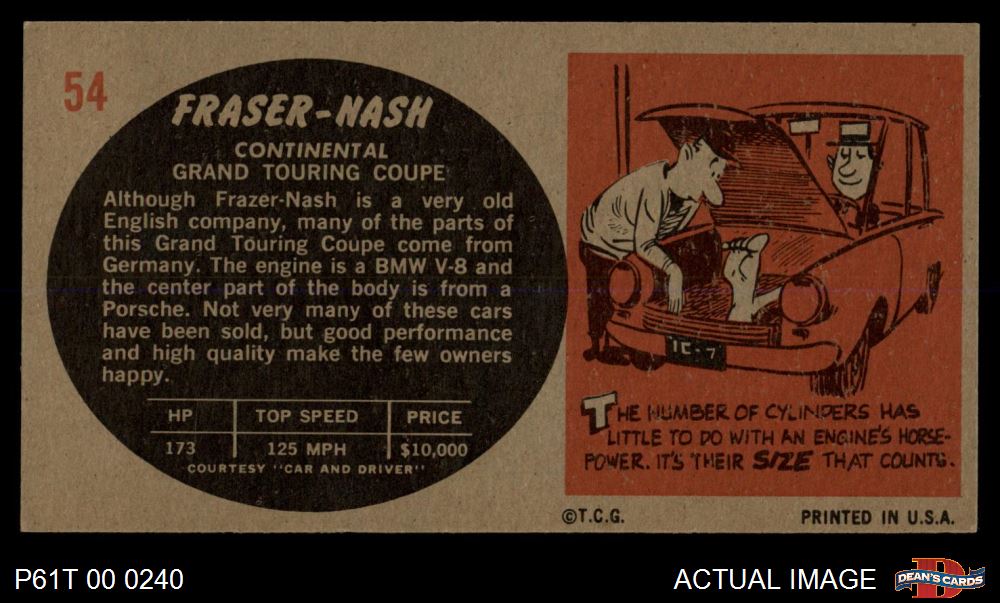 54
FRASER-NASH
CONTINENTAL
GRAND TOURING COUPE
Although Frazer-Nash is a very old
English company, many of the parts of
this Grand Touring Coupe come from
Germany. The engine is a BMW V-8 and
the center part of the body is from a
Porsche. Not very many of these cars
have been sold, but good performance
and high quality make the few owners
happy.
HP TOP SPEED PRICE
173 125 MPH $10,000
COURTESY "CAR AND DRIVER"
THE NUMBER OF CYLINDERS HAS
LITTLE TO DO WITH AN ENGINE'S HORSE-
POWER. IT'S THEIR SIZE THAT COUNTS.
©T.C.G. PRINTED IN U.S.A.
P61T 00 0240 ACTUAL IMAGE
DEAN'S CARDS